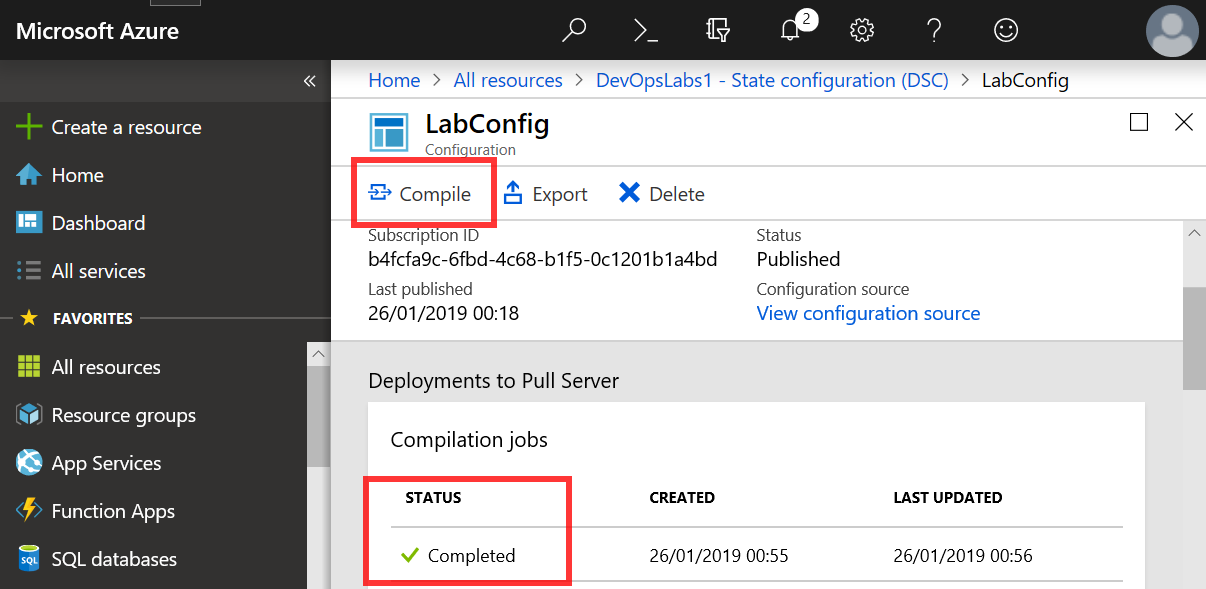 Microsoft Azure
2
«
Create a resource
Home
Dashboard
All services
FAVORITES
All resources
Resource groups
App Services
Function Apps
SQL
SQL databases
Home > All resources > DevOpsLabs1 - State configuration (DSC) > LabConfig
LabConfig
Configuration
Compile Export Delete
Subscription ID
b4fcfa9c-6fbd-4c68-b1f5-0c1201b1a4bd
Last published
26/01/2019 00:18
Status
Published
Configuration source
View configuration source
Deployments to Pull Server
Compilation jobs
STATUS CREATED LAST UPDATED
Completed 26/01/2019 00:55 26/01/2019 00:56